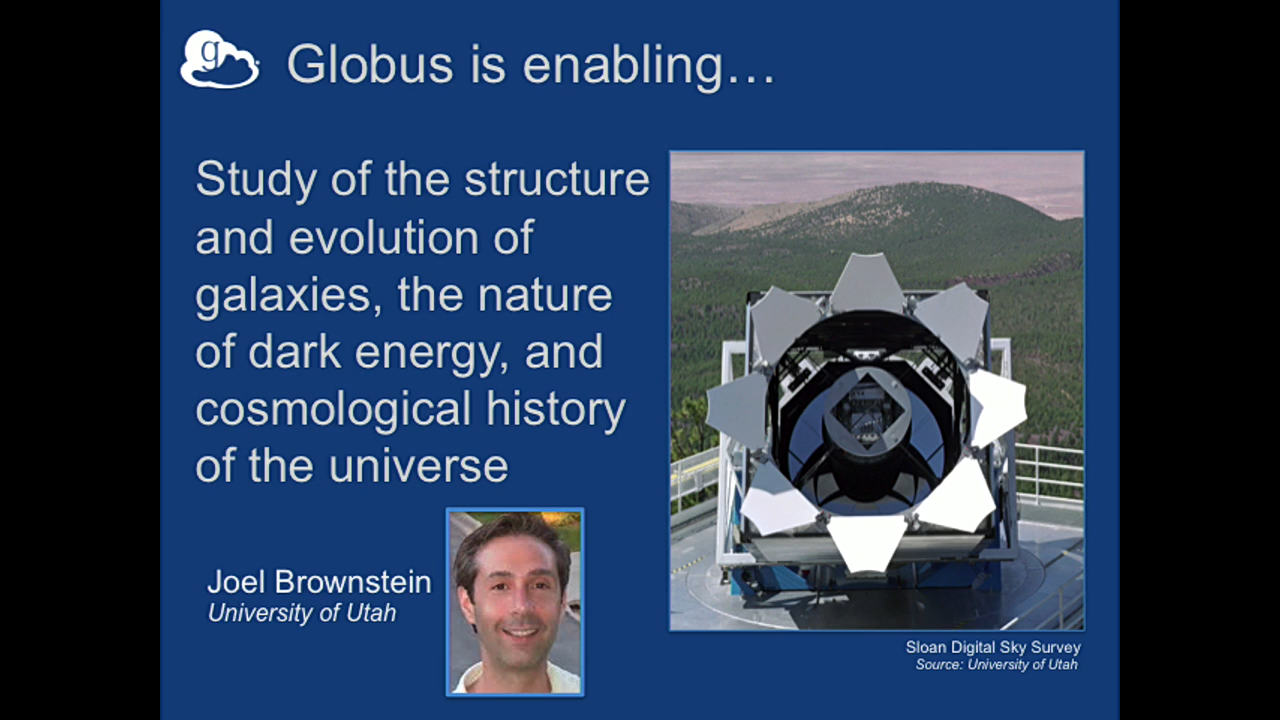 g
Globus is enabling…
Study of the structure
and evolution of
galaxies, the nature
of dark energy, and
cosmological history
of the universe
Joel Brownstein
University of Utah
Sloan Digital Sky Survey
Source: University of Utah